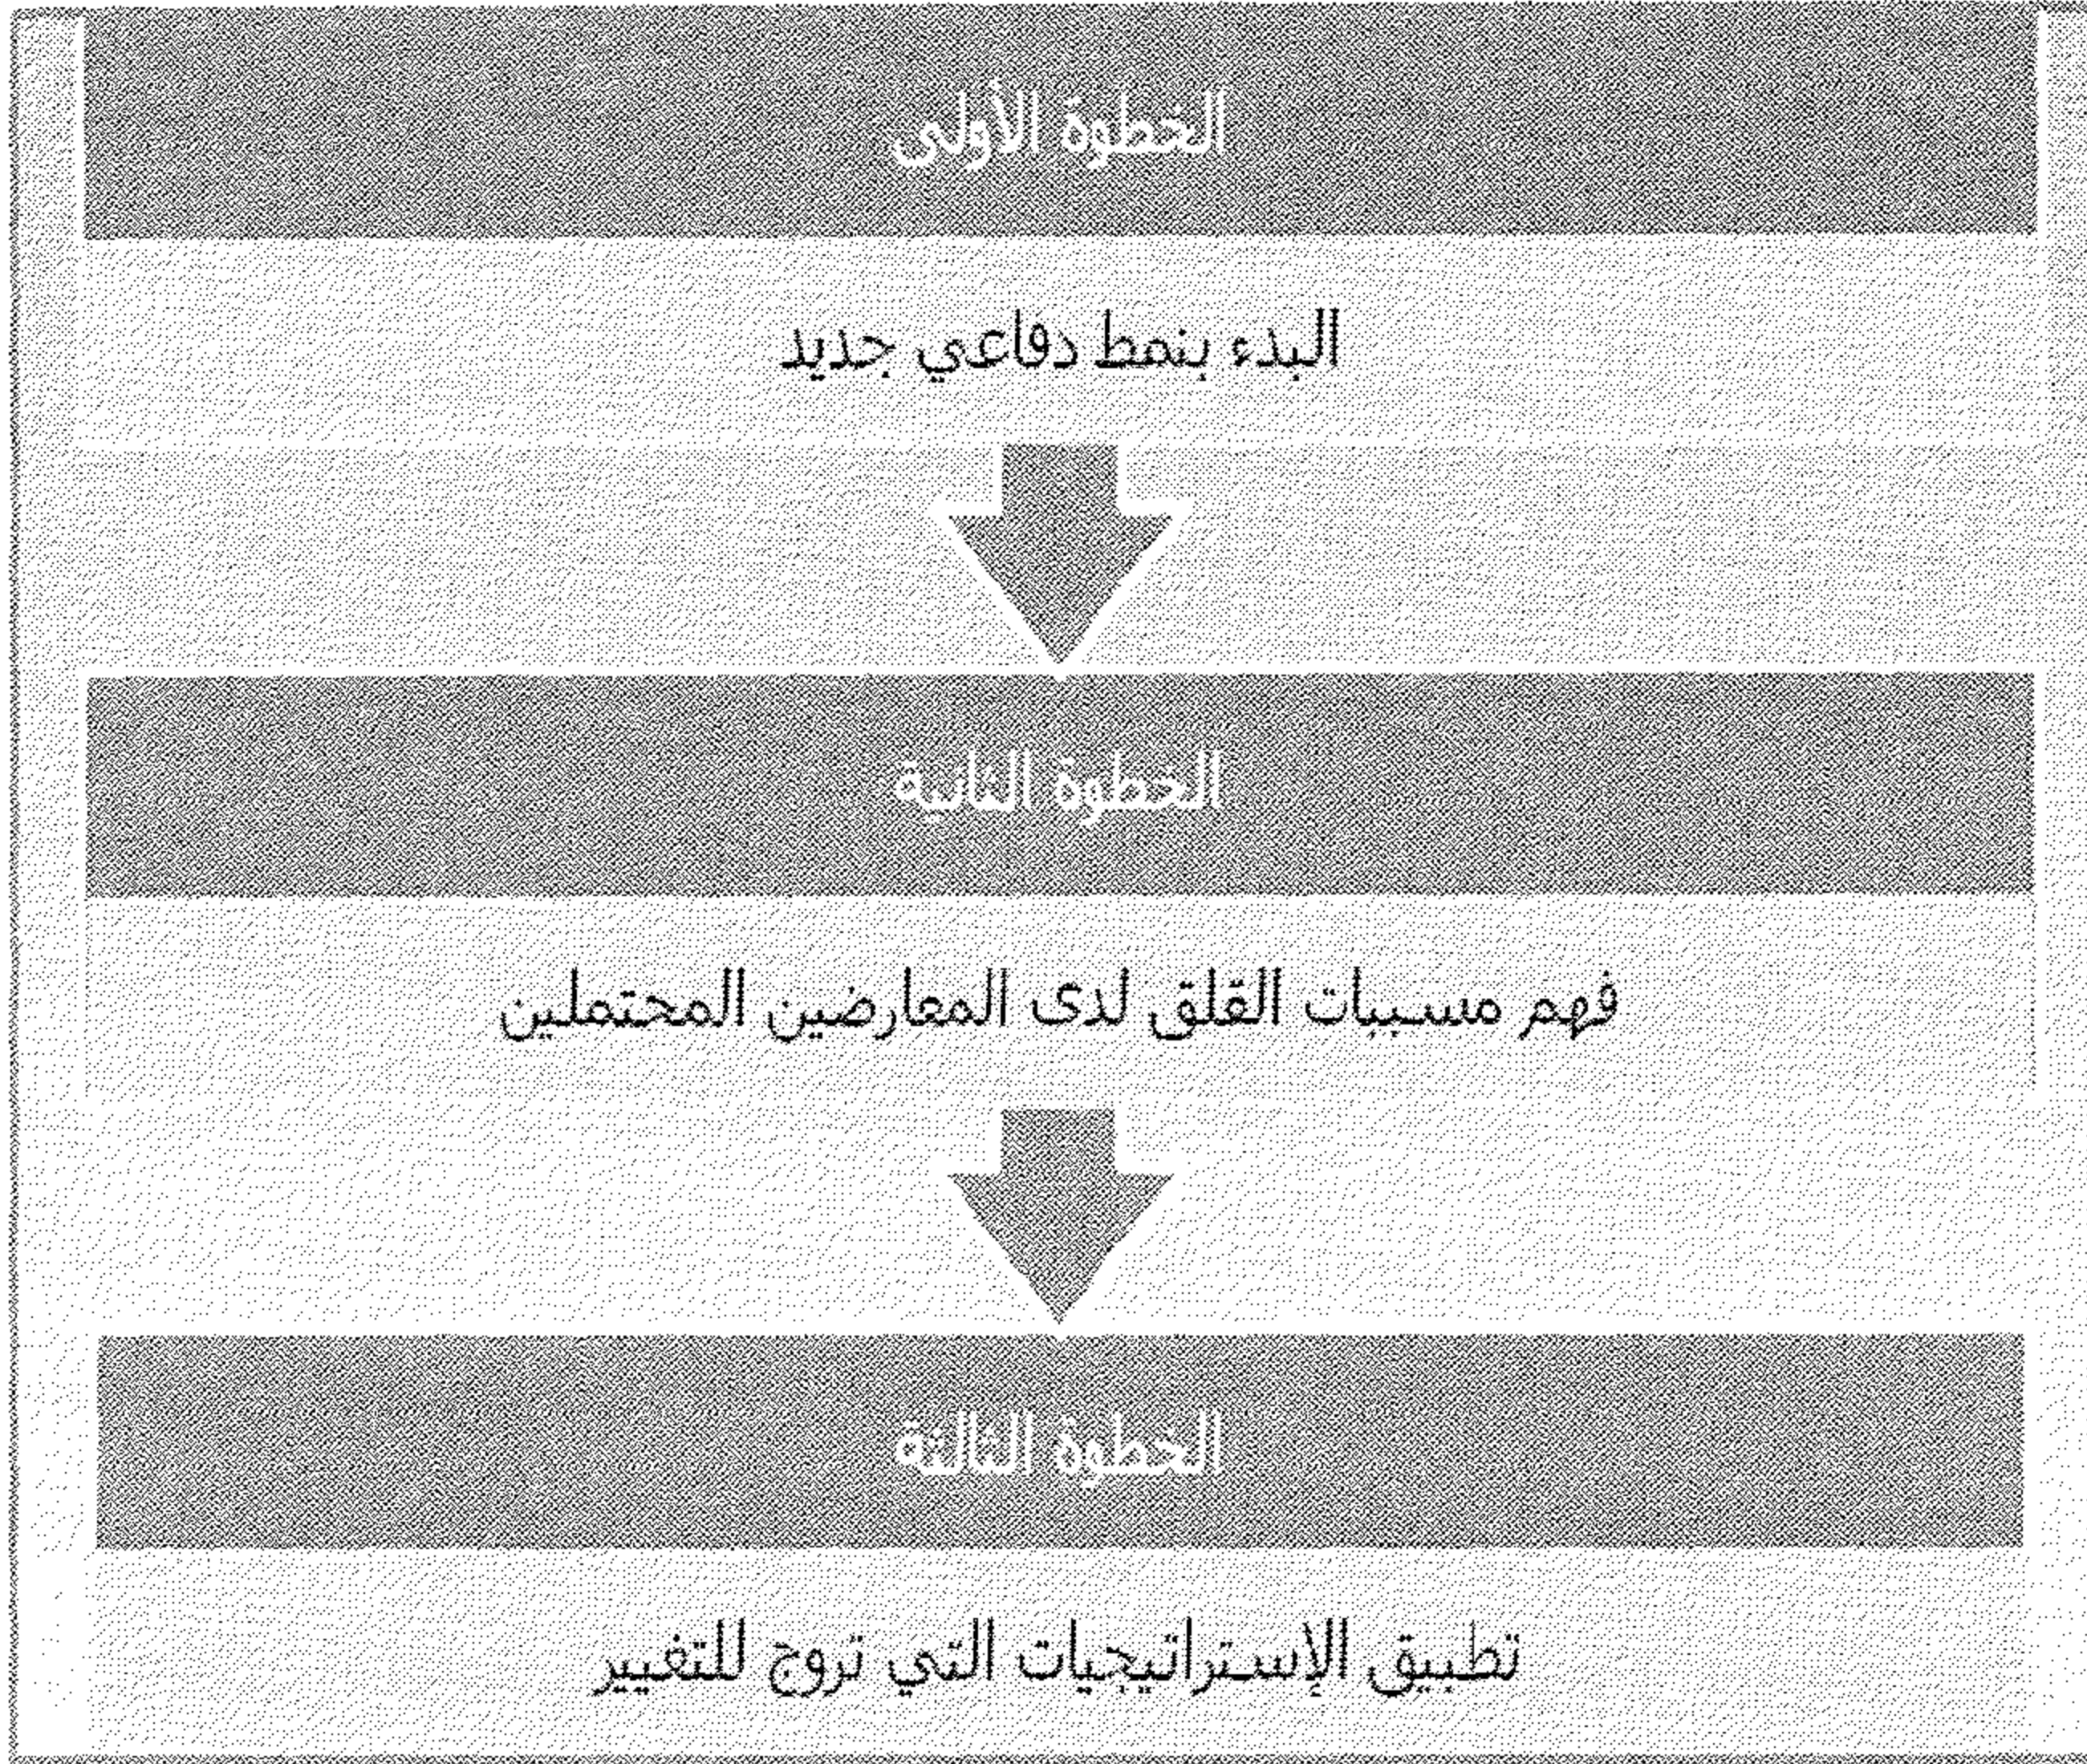 الخطوة الأولى
البدء بنمط دفاعي جديد
الخطوة الثانية
فهم مسببات القلق لدى المعارضين المحتملين
الخطوة الثالثة
تطبيق الإستراتيجيات التي تروج للتغيير